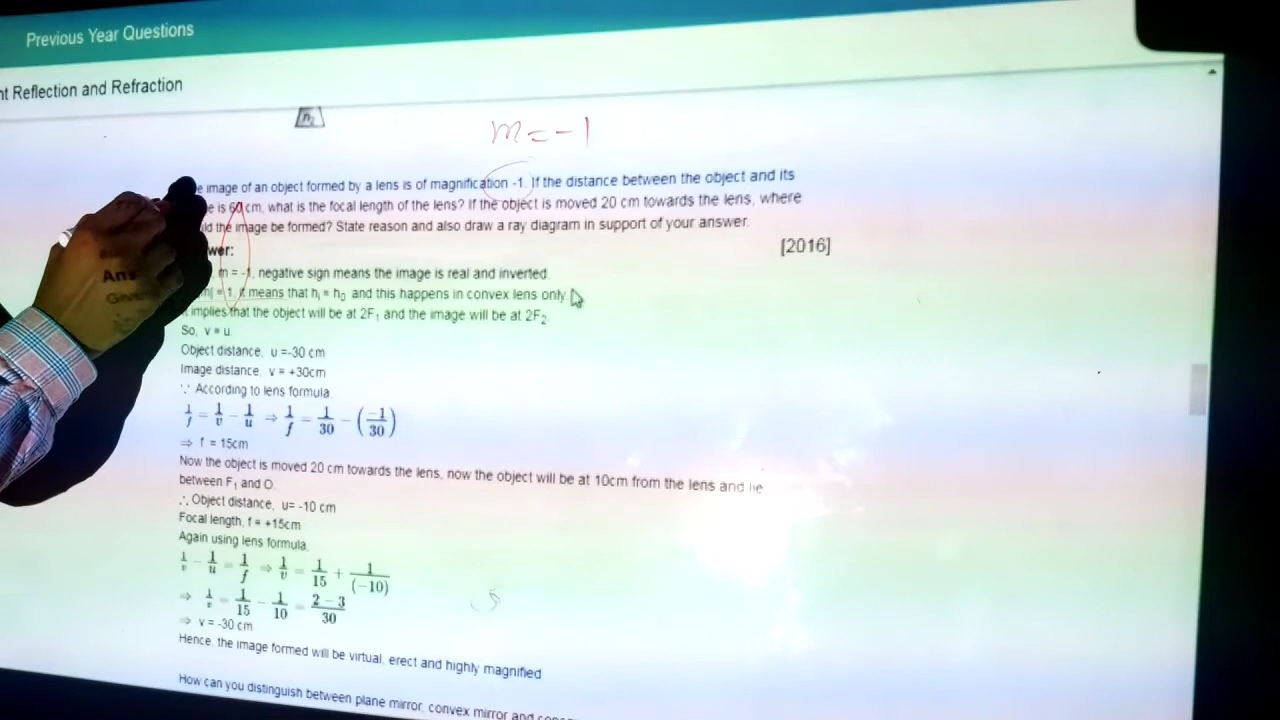 Previous Year Questions
Reflection and Refraction
n₂
m = -1
image of an object formed by a lens is of magnification -1. If the distance between the object and its
is 60 cm, what is the focal length of the lens? If the object is moved 20 cm towards the lens, where
the image be formed? State reason and also draw a ray diagram in support of your answer.
[2016]
m = -1, negative sign means the image is real and inverted.
= 1, it means that hᵢ = h₀ and this happens in convex lens only.
implies that the object will be at 2F₁ and the image will be at 2F₂.
So, v = u.
Object distance, u =-30 cm
Image distance, v = +30cm
∵ According to lens formula.
1/f = 1/v - 1/u ⇒ 1/f = 1/30 - (-1/30)
⇒ f = 15cm
Now the object is moved 20 cm towards the lens, now the object will be at 10cm from the lens and lie
between F₁ and O.
∴ Object distance, u= -10 cm
Focal length, f = +15cm
Again using lens formula,
1/v - 1/u = 1/f ⇒ 1/v = 1/15 + 1/(-10)
⇒ 1/v = 1/15 - 1/10 = 2-3/30
⇒ v = -30 cm
Hence, the image formed will be virtual, erect and highly magnified
How can you distinguish between plane mirror, convex mirror and